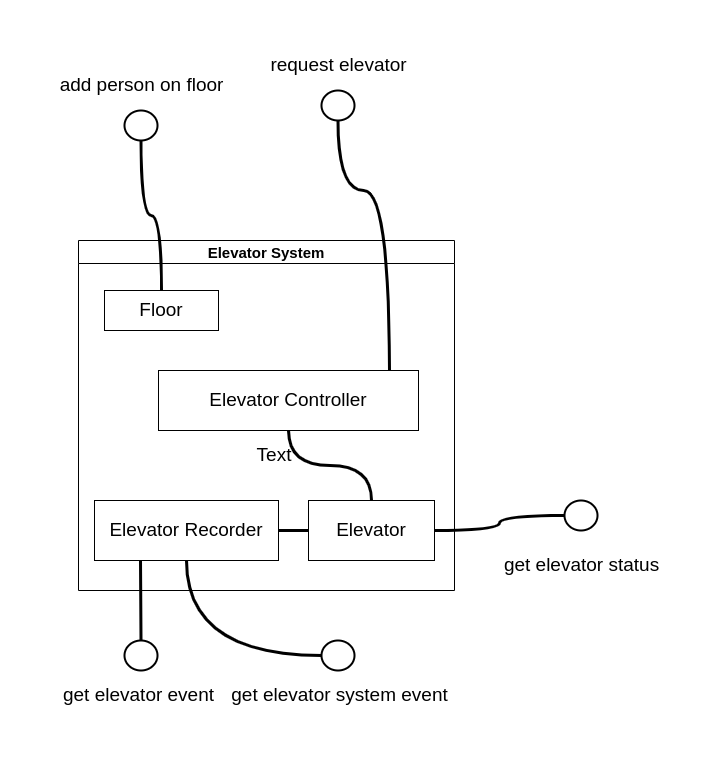 request elevator
add person on floor
Elevator System
Floor
Elevator Controller
Text
Elevator Recorder
Elevator
get elevator status
get elevator event
get elevator system event